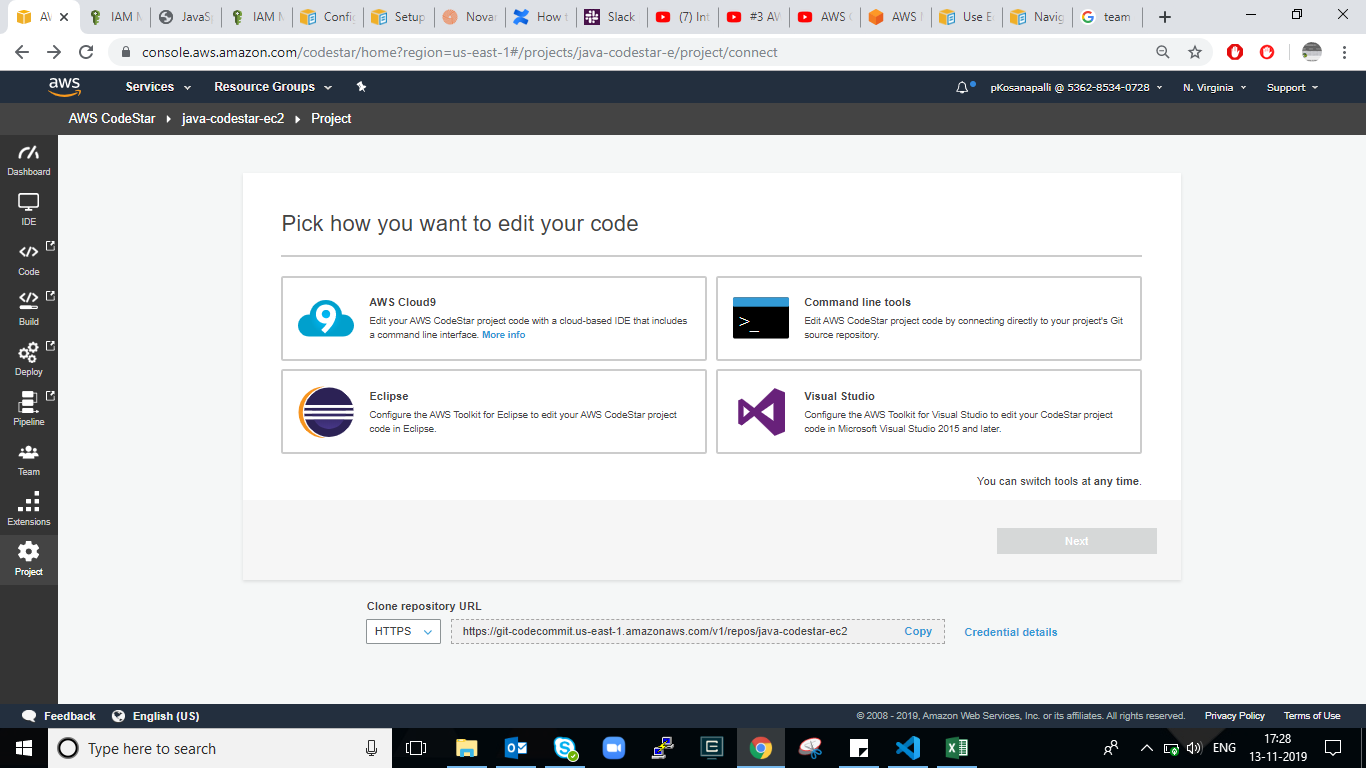 AV
IAM M
JavaSp
IAM M
Config
Setup
Novar
How t
Slack
(7) Int
#3 AV
AWS C
AWS M
Use E
Navig
team
console.aws.amazon.com/codestar/home?region=us-east-1#/projects/java-codestar-e/project/connect
aws
Services
Resource Groups
pKosanapalli @ 5362-8534-0728
N. Virginia
Support
AWS CodeStar
java-codestar-ec2
Project
Dashboard
IDE
Code
Build
Deploy
Pipeline
Team
Extensions
Project
Pick how you want to edit your code
9
AWS Cloud9
Edit your AWS CodeStar project code with a cloud-based IDE that includes
a command line interface. More info
>_
Command line tools
Edit AWS CodeStar project code by connecting directly to your project's Git
source repository.
Eclipse
Configure the AWS Toolkit for Eclipse to edit your AWS CodeStar project
code in Eclipse.
Visual Studio
Configure the AWS Toolkit for Visual Studio to edit your CodeStar project
code in Microsoft Visual Studio 2015 and later.
You can switch tools at any time.
Next
Clone repository URL
HTTPS
https://git-codecommit.us-east-1.amazonaws.com/v1/repos/java-codestar-ec2
Copy
Credential details
Feedback
English (US)
© 2008 - 2019, Amazon Web Services, Inc. or its affiliates. All rights reserved.
Privacy Policy
Terms of Use
Type here to search
ENG
17:28
13-11-2019